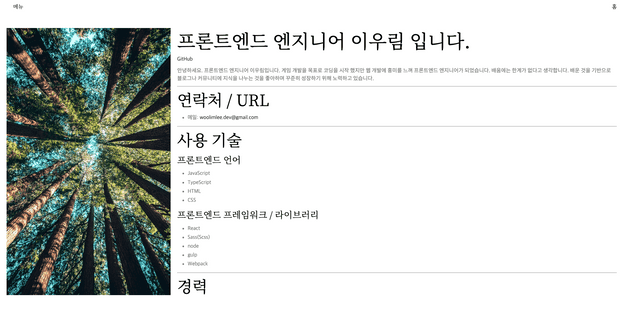 메뉴
홈
프론트엔드 엔지니어 이우림 입니다.
GitHub
안녕하세요. 프론트엔드 엔지니어 이우림입니다. 게임 개발을 목표로 코딩을 시작 했지만 웹 개발에 흥미를 느껴 프론트엔드 엔지니어가 되었습니다. 배움에는 한계가 없다고 생각합니다. 배운 것을 기반으로
블로그나 커뮤니티에 지식을 나누는 것을 좋아하며 꾸준히 성장하기 위해 노력하고 있습니다.
연락처 / URL
메일. woolimlee.dev@gmail.com
사용 기술
프론트엔드 언어
JavaScript
TypeScript
HTML
CSS
프론트엔드 프레임워크 / 라이브러리
React
Sass(Scss)
node
gulp
Webpack
경력